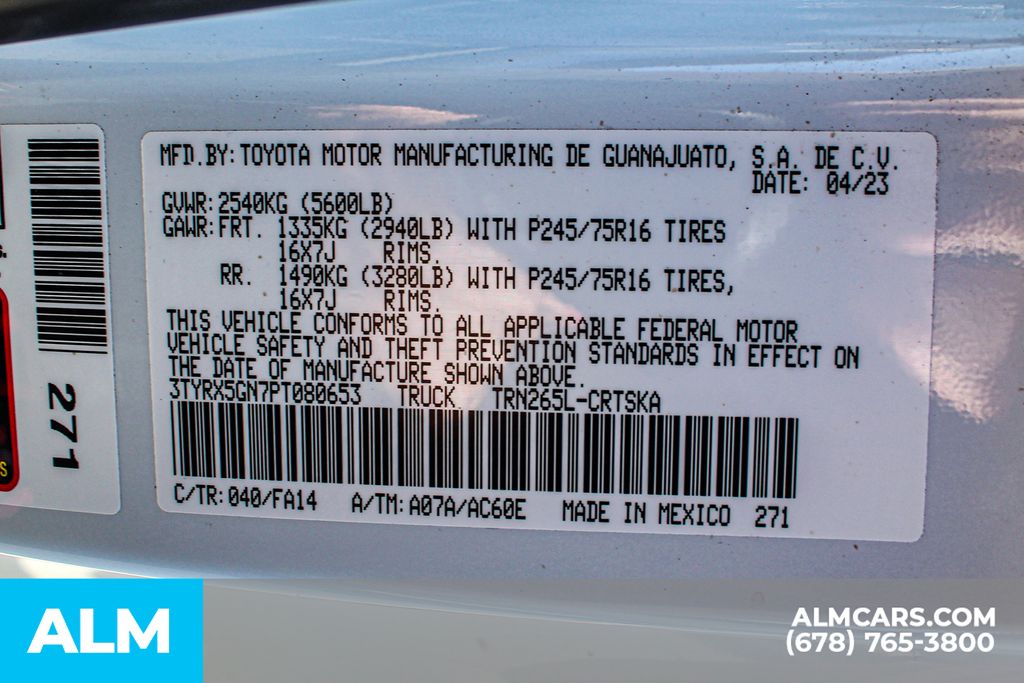 MFD.BY:TOYOTA MOTOR MANUFACTURING DE GUANAJUATO, S.A. DE C.V.
DATE: 04/23
GVWR:2540KG (5600LB)
GAWR:FRT. 1335KG (2940LB) WITH P245/75R16 TIRES
16X7J RIMS.
RR. 1490KG (3280LB) WITH P245/75R16 TIRES,
16X7J RIMS.
THIS VEHICLE CONFORMS TO ALL APPLICABLE FEDERAL MOTOR
VEHICLE SAFETY AND THEFT PREVENTION STANDARDS IN EFFECT ON
THE DATE OF MANUFACTURE SHOWN ABOVE.
3TYRX5GN7PT080653 TRUCK TRN265L-CRTSKA
C/TR:040/FA14 A/TM:A07A/AC60E MADE IN MEXICO 271
271
ALM
ALMCARS.COM
(678) 765-3800